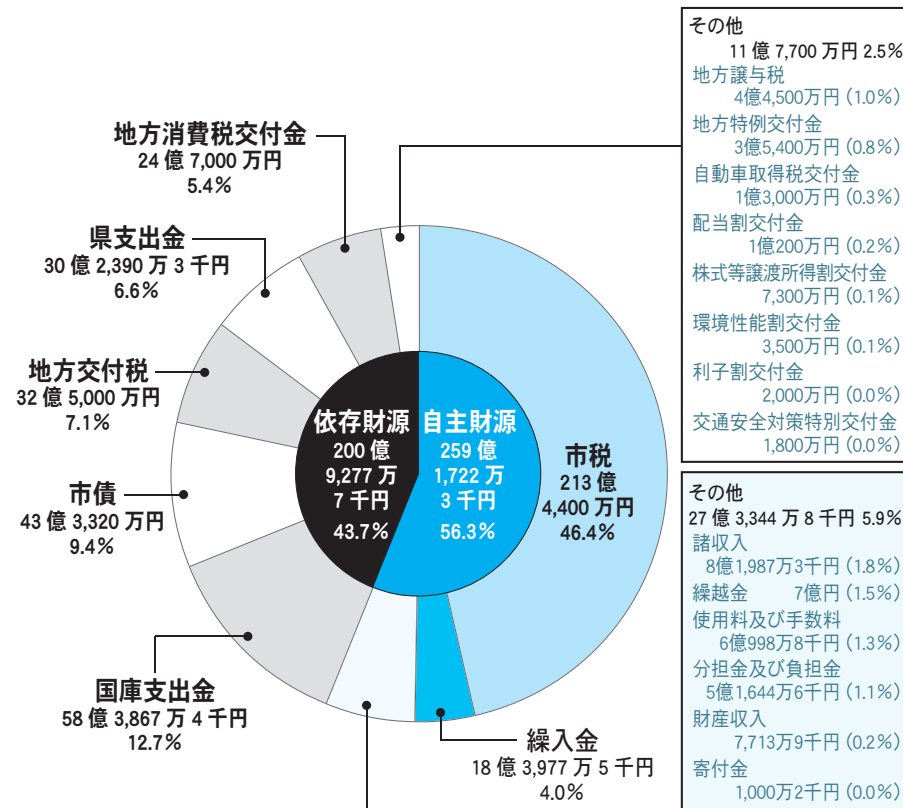 その他
11億7,700万円 2.5%
地方譲与税
4億4,500万円(1.0%)
地方特例交付金
3億5,400万円(0.8%)
自動車取得税交付金
1億3,000万円(0.3%)
配当割交付金
1億200万円(0.2%)
株式等譲渡所得割交付金
7,300万円(0.1%)
環境性能割交付金
3,500万円(0.1%)
利子割交付金
2,000万円(0.0%)
交通安全対策特別交付金
1,800万円(0.0%)
地方消費税交付金
24億7,000万円
5.4%
県支出金
30億2,390万3千円
6.6%
地方交付税
32億5,000万円
7.1%
市債
43億3,320万円
9.4%
国庫支出金
58億3,867万4千円
12.7%
依存財源
200億
9,277万
7千円
43.7%
自主財源
259億
1,722万
3千円
56.3%
市税
213億
4,400万円
46.4%
繰入金
18億3,977万5千円
4.0%
その他
27億3,344万8千円 5.9%
諸収入
8億1,987万3千円(1.8%)
繰越金 7億円(1.5%)
使用料及び手数料
6億998万8千円(1.3%)
分担金及び負担金
5億1,644万6千円(1.1%)
財産収入
7,713万9千円(0.2%)
寄付金
1,000万2千円(0.0%)